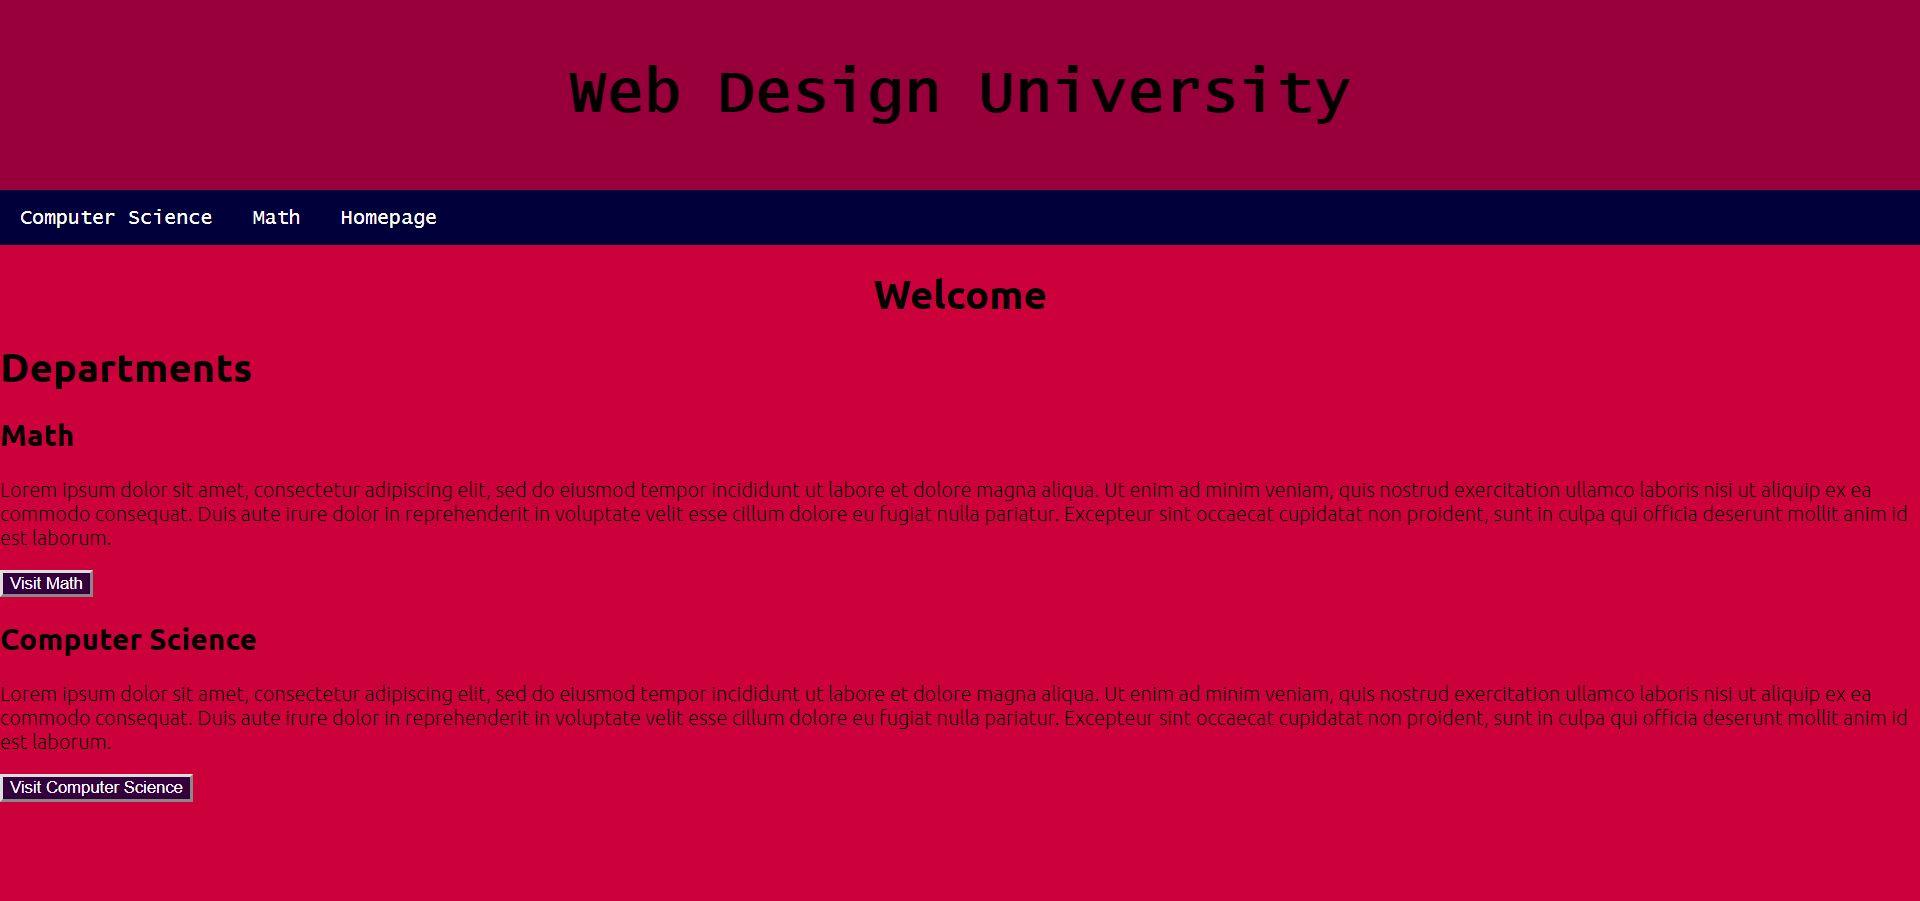 Web Design University
Computer Science Math Homepage
Welcome
Departments
Math
Lorem ipsum dolor sit amet, consectetur adipiscing elit, sed do eiusmod tempor incididunt ut labore et dolore magna aliqua. Ut enim ad minim veniam, quis nostrud exercitation ullamco laboris nisi ut aliquip ex ea
commodo consequat. Duis aute irure dolor in reprehenderit in voluptate velit esse cillum dolore eu fugiat nulla pariatur. Excepteur sint occaecat cupidatat non proident, sunt in culpa qui officia deserunt mollit anim id
est laborum.
Visit Math
Computer Science
Lorem ipsum dolor sit amet, consectetur adipiscing elit, sed do eiusmod tempor incididunt ut labore et dolore magna aliqua. Ut enim ad minim veniam, quis nostrud exercitation ullamco laboris nisi ut aliquip ex ea
commodo consequat. Duis aute irure dolor in reprehenderit in voluptate velit esse cillum dolore eu fugiat nulla pariatur. Excepteur sint occaecat cupidatat non proident, sunt in culpa qui officia deserunt mollit anim id
est laborum.
Visit Computer Science